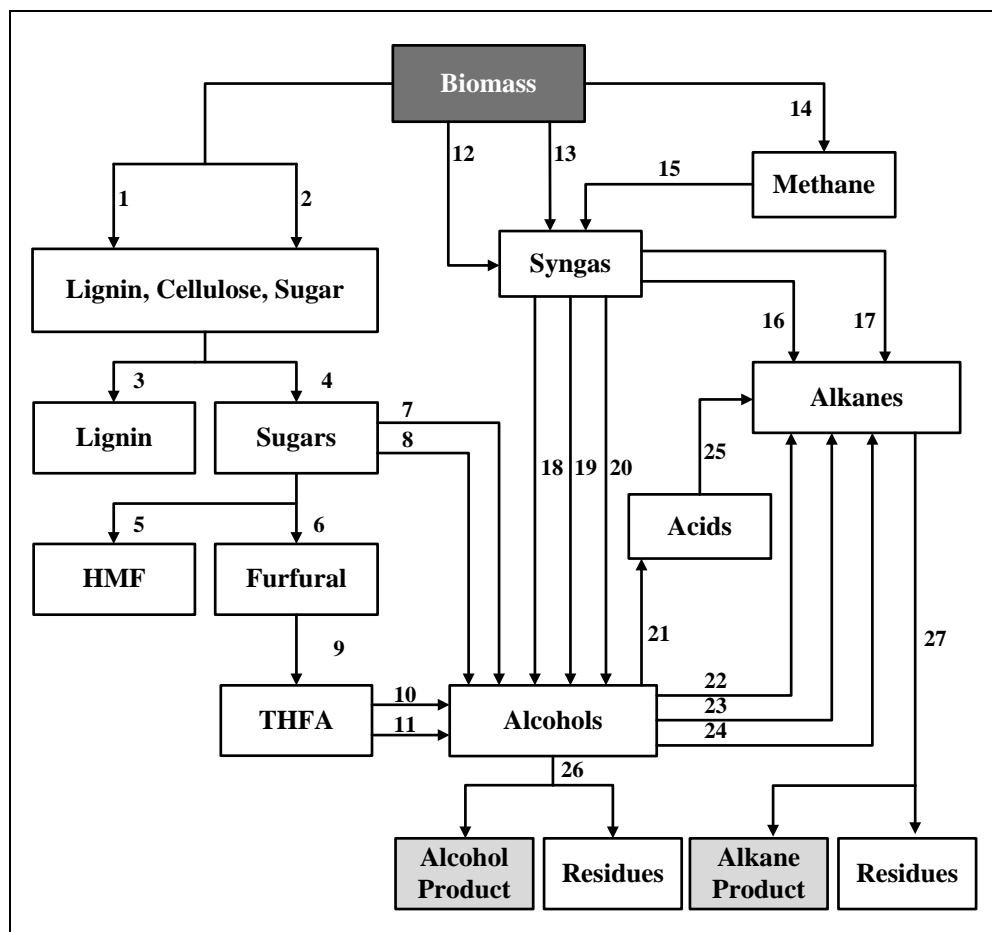 Biomass
14
12
13
15
Methane
1
2
Syngas
Lignin, Cellulose, Sugar
16
17
3
4
Alkanes
7
Lignin
Sugars
8
18
19
20
25
5
6
Acids
HMF
Furfural
21
27
9
22
10
THFA
Alcohols
23
11
24
26
Alcohol
Product
Residues
Alkane
Product
Residues